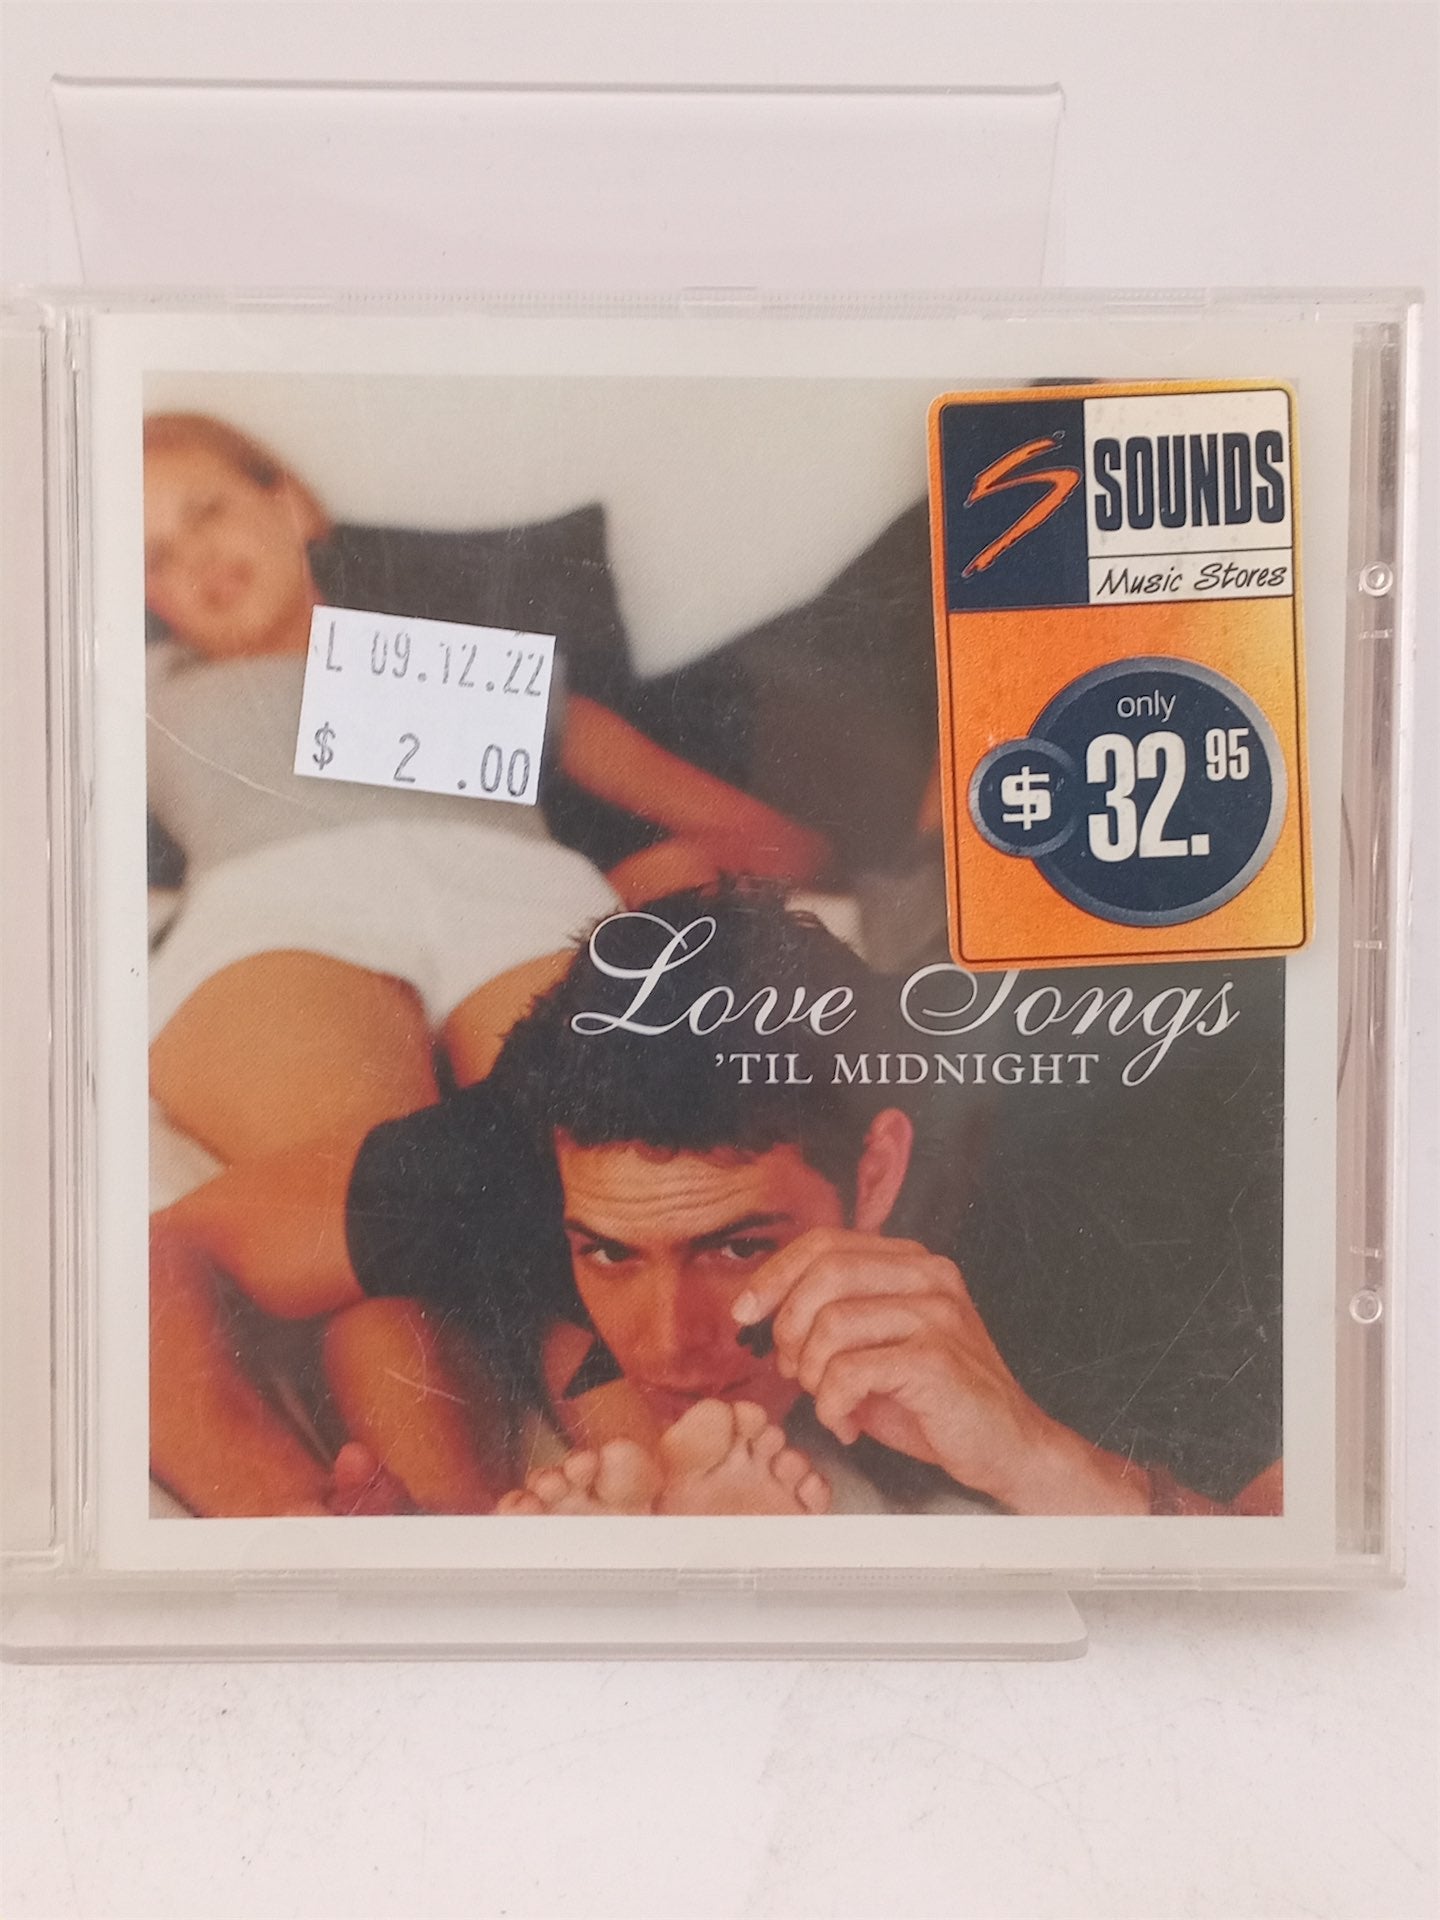 S SOUNDS
Music Stores
only
$ 32.95
L 09.12.22
$ 2.00
Love Songs
'TIL MIDNIGHT